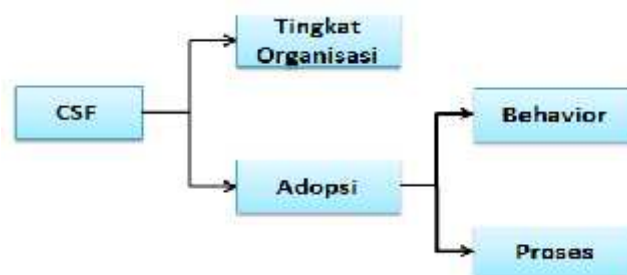 Tingkat
Organisasi
CSF
Behavior
Adopsi
Proses